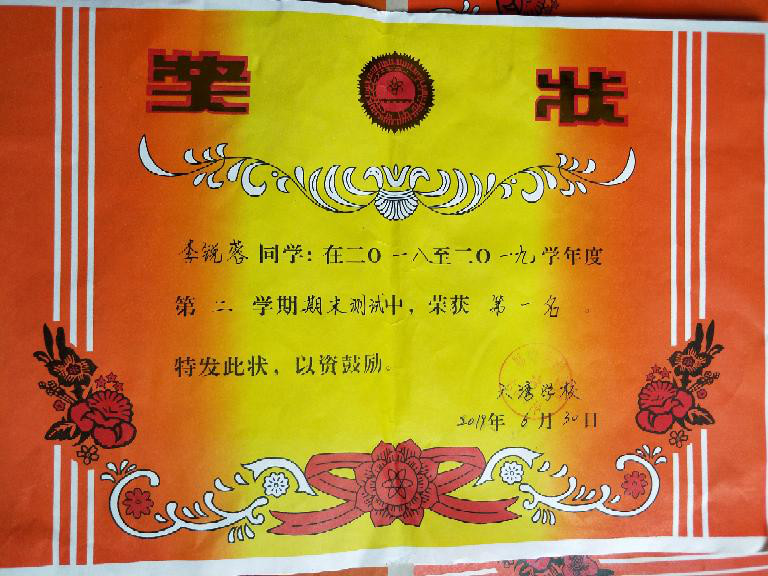 奖状
李锐蓉 同学：在二〇一八至二〇一九学年度
第 二 学期期末测试中，荣获 第一名 。
特发此状，以资鼓励。
学校
2019年 6 月 30 日